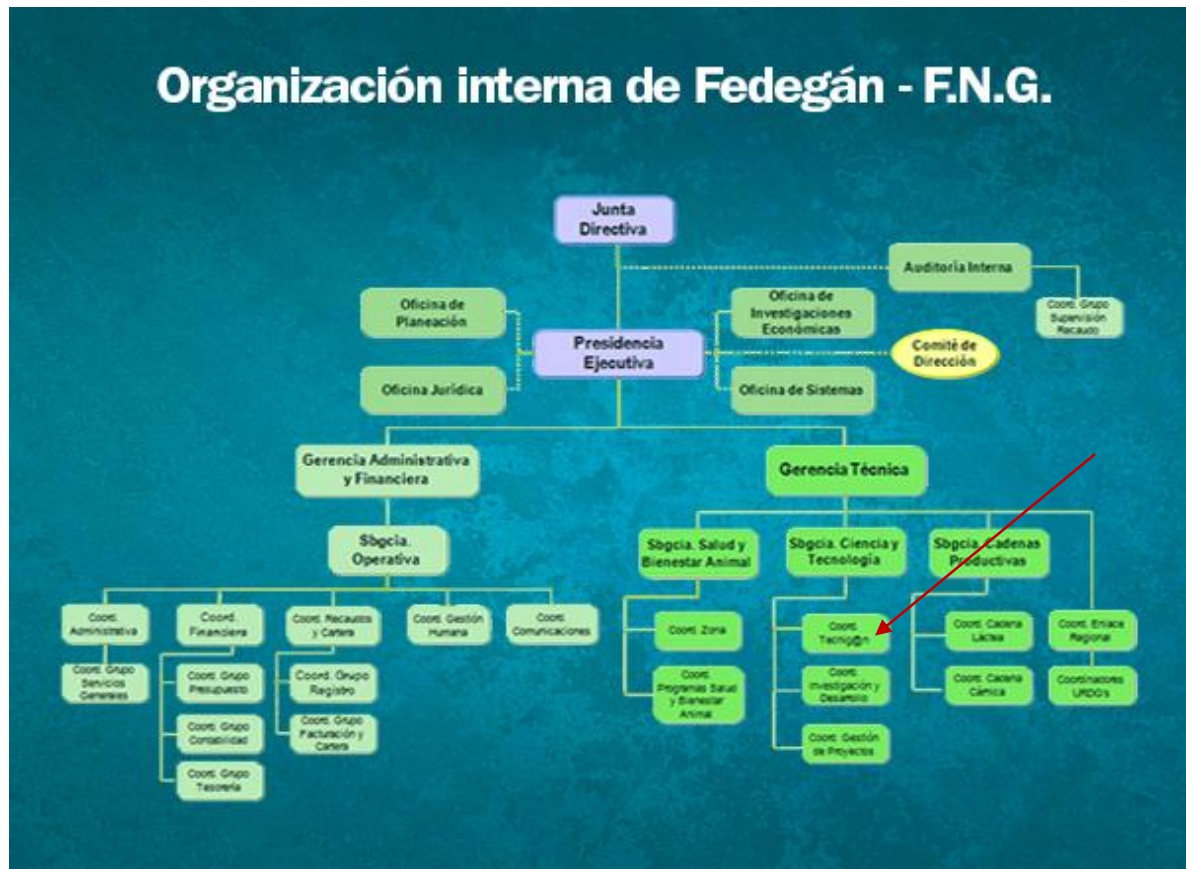 Organización interna de Fedegán - F.N.G.
Junta
Directiva
Auditoría Interna
Coord. Grupo
Supervisión
Recaudo
Oficina de
Planeación
Oficina de
Investigaciones
Económicas
Presidencia
Ejecutiva
Comité de
Dirección
Oficina Jurídica
Oficina de Sistemas
Gerencia Administrativa
y Financiera
Gerencia Técnica
Sbgcia.
Operativa
Sbgcia. Salud y
Bienestar Animal
Sbgcia. Ciencia y
Tecnología
Sbgcia. Cadenas
Productivas
Coord.
Administrativa
Coord.
Financiera
Coord. Recaudos
y Cartera
Coord. Gestión
Humana
Coord.
Comunicaciones
Coord. Grupo
Servicios
Generales
Coord. Grupo
Presupuesto
Coord. Grupo
Contabilidad
Coord. Grupo
Tesorería
Coord. Grupo
Registro
Coord. Grupo
Facturación y
Cartera
Coord. Zona
Coord.
Programas Salud
y Bienestar
Animal
Coord.
Tecnig@n
Coord.
Investigación y
Desarrollo
Coord. Gestión
de Proyectos
Coord. Cadena
Láctea
Coord. Cadena
Cárnica
Coord. Enlace
Regional
Coordinadores
URDG's